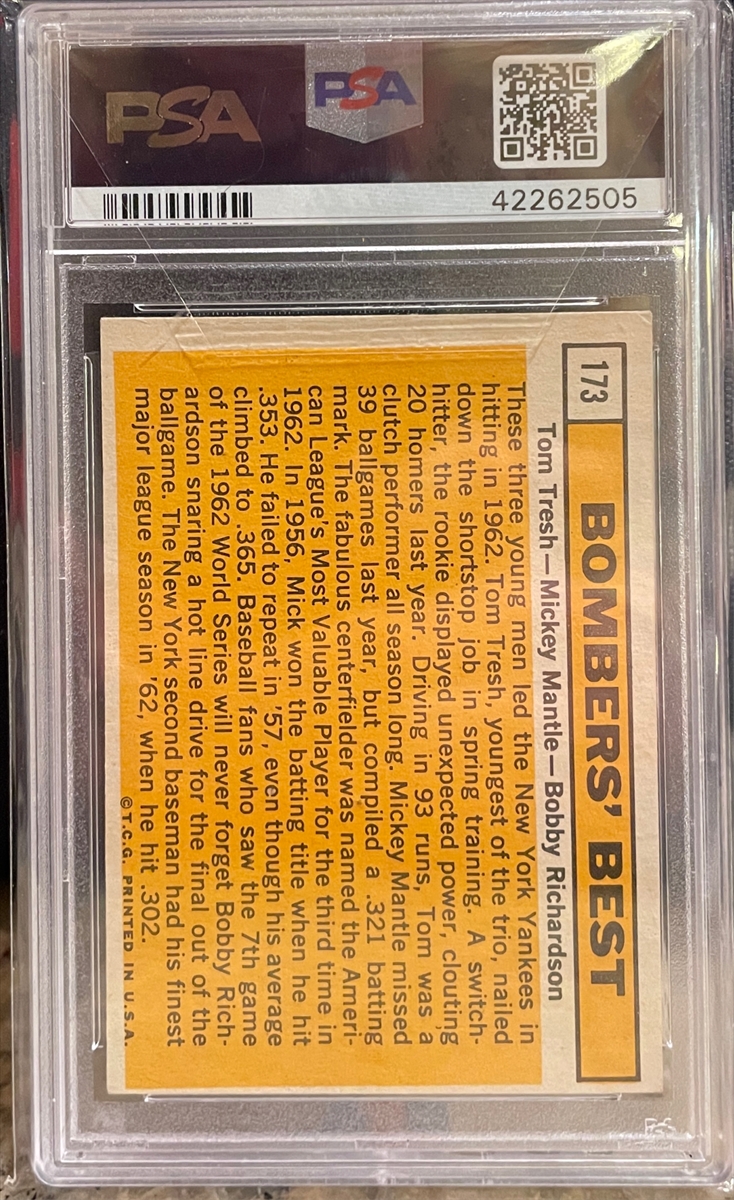 PSA
PSA
42262505
173
BOMBERS' BEST
Tom Tresh—Mickey Mantle—Bobby Richardson
These three young men led the New York Yankees in
hitting in 1962. Tom Tresh, youngest of the trio, nailed
down the shortstop job in spring training. A switch-
hitter, the rookie displayed unexpected power, clouting
20 homers last year. Driving in 93 runs, Tom was a
clutch performer all season long. Mickey Mantle missed
39 ballgames last year, but compiled a .321 batting
mark. The fabulous centerfielder was named the Ameri-
can League's Most Valuable Player for the third time in
1962. In 1956, Mick won the batting title when he hit
.353. He failed to repeat in '57, even though his average
climbed to .365. Baseball fans who saw the 7th game
of the 1962 World Series will never forget Bobby Rich-
ardson snaring a hot line drive for the final out of the
ballgame. The New York second baseman had his finest
major league season in '62, when he hit .302.
©T.C.G. PRINTED IN U.S.A.